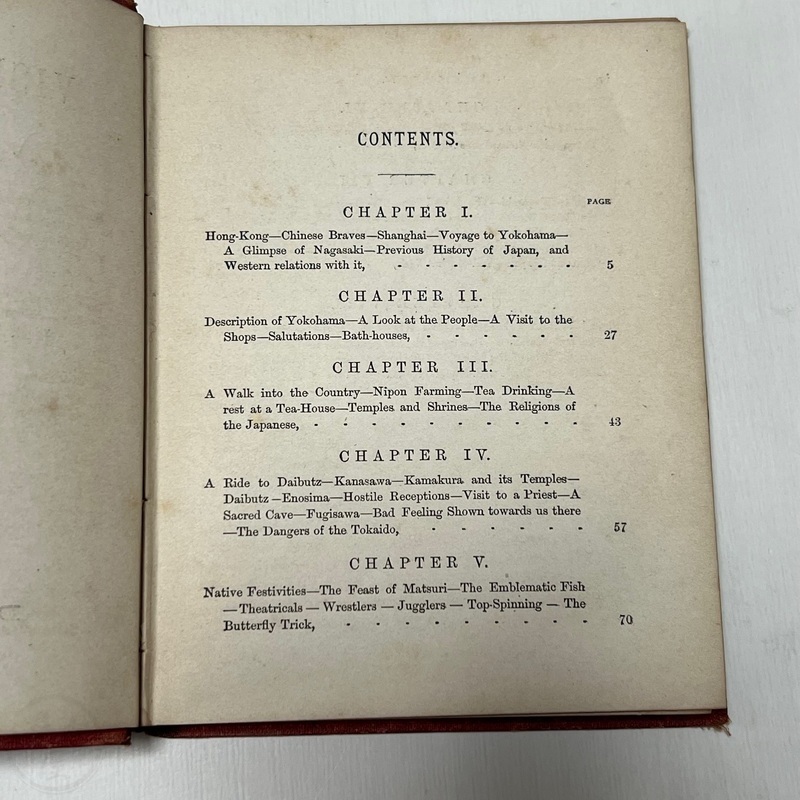 CONTENTS.
PAGE
CHAPTER I.
Hong-Kong—Chinese Braves—Shanghai—Voyage to Yokohama—
A Glimpse of Nagasaki—Previous History of Japan, and
Western relations with it, - - - - - - - 5
CHAPTER II.
Description of Yokohama—A Look at the People—A Visit to the
Shops—Salutations—Bath-houses, - - - - - - 27
CHAPTER III.
A Walk into the Country—Nipon Farming—Tea Drinking—A
rest at a Tea-House—Temples and Shrines—The Religions of
the Japanese, - - - - - - - - - - 43
CHAPTER IV.
A Ride to Daibutz—Kanasawa—Kamakura and its Temples—
Daibutz—Enosima—Hostile Receptions—Visit to a Priest—A
Sacred Cave—Fugisawa—Bad Feeling Shown towards us there
—The Dangers of the Tokaido, - - - - - - 57
CHAPTER V.
Native Festivities—The Feast of Matsuri—The Emblematic Fish
—Theatricals — Wrestlers — Jugglers — Top-Spinning — The
Butterfly Trick, - - - - - - - - - 70